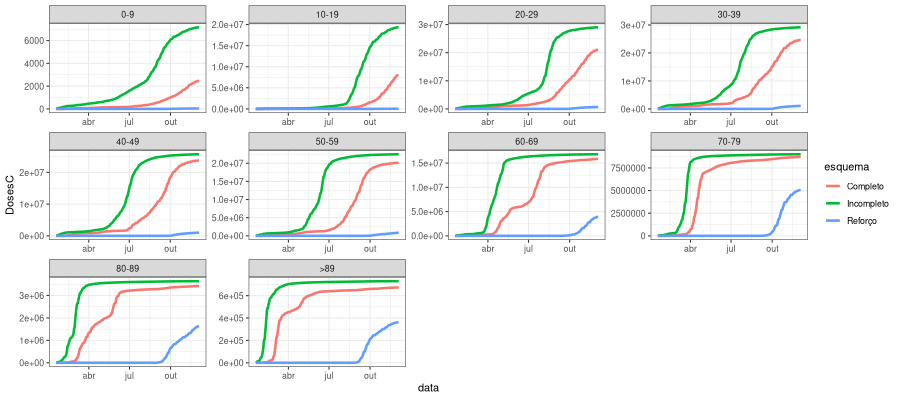 0-9
10-19
20-29
30-39
6000
4000
2000
0
2.0e+07
1.5e+07
1.0e+07
5.0e+06
0.0e+00
3e+07
2e+07
1e+07
0e+00
3e+07
2e+07
1e+07
0e+00
abr jul out
abr jul out
abr jul out
abr jul out
40-49
50-59
60-69
70-79
2e+07
1e+07
0e+00
2.0e+07
1.5e+07
1.0e+07
5.0e+06
0.0e+00
1.5e+07
1.0e+07
5.0e+06
0.0e+00
7500000
5000000
2500000
0
abr jul out
abr jul out
abr jul out
abr jul out
80-89
>89
3e+06
2e+06
1e+06
0e+00
6e+05
4e+05
2e+05
0e+00
abr jul out
abr jul out
DosesC
data
esquema
Completo
Incompleto
Reforço